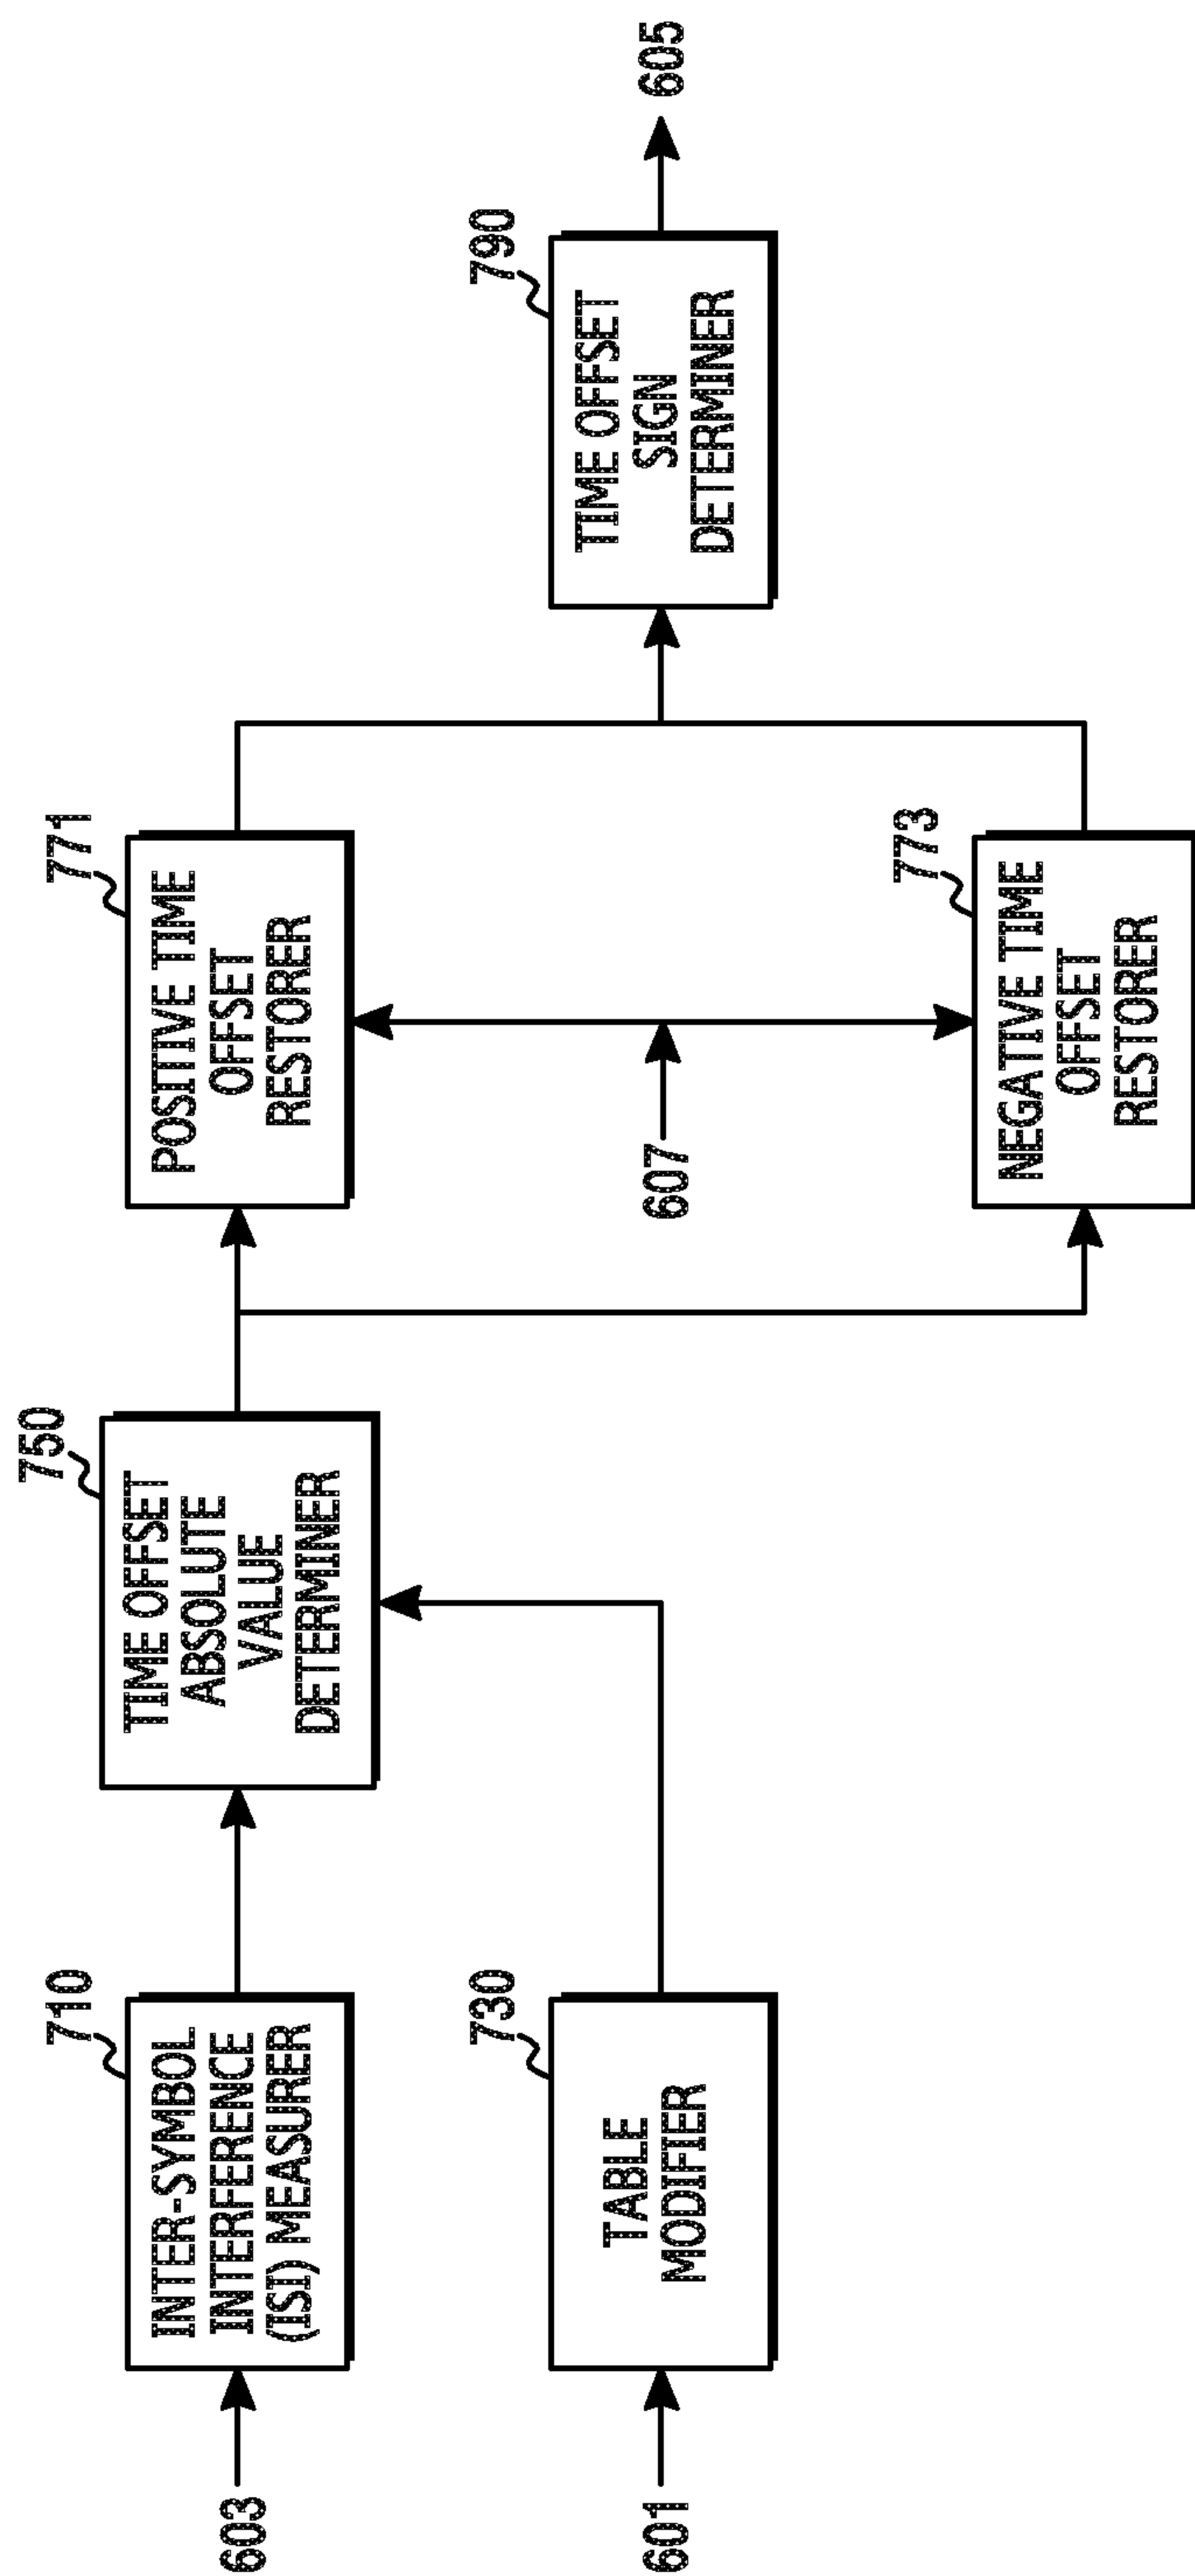 603
710
INTER-SYMBOL
INTERFERENCE
(ISI) MEASURER
601
730
TABLE
MODIFIER
750
TIME OFFSET
ABSOLUTE
VALUE
DETERMINER
771
POSITIVE TIME
OFFSET
RESTORER
607
773
NEGATIVE TIME
OFFSET
RESTORER
790
TIME OFFSET
SIGN
DETERMINER
605